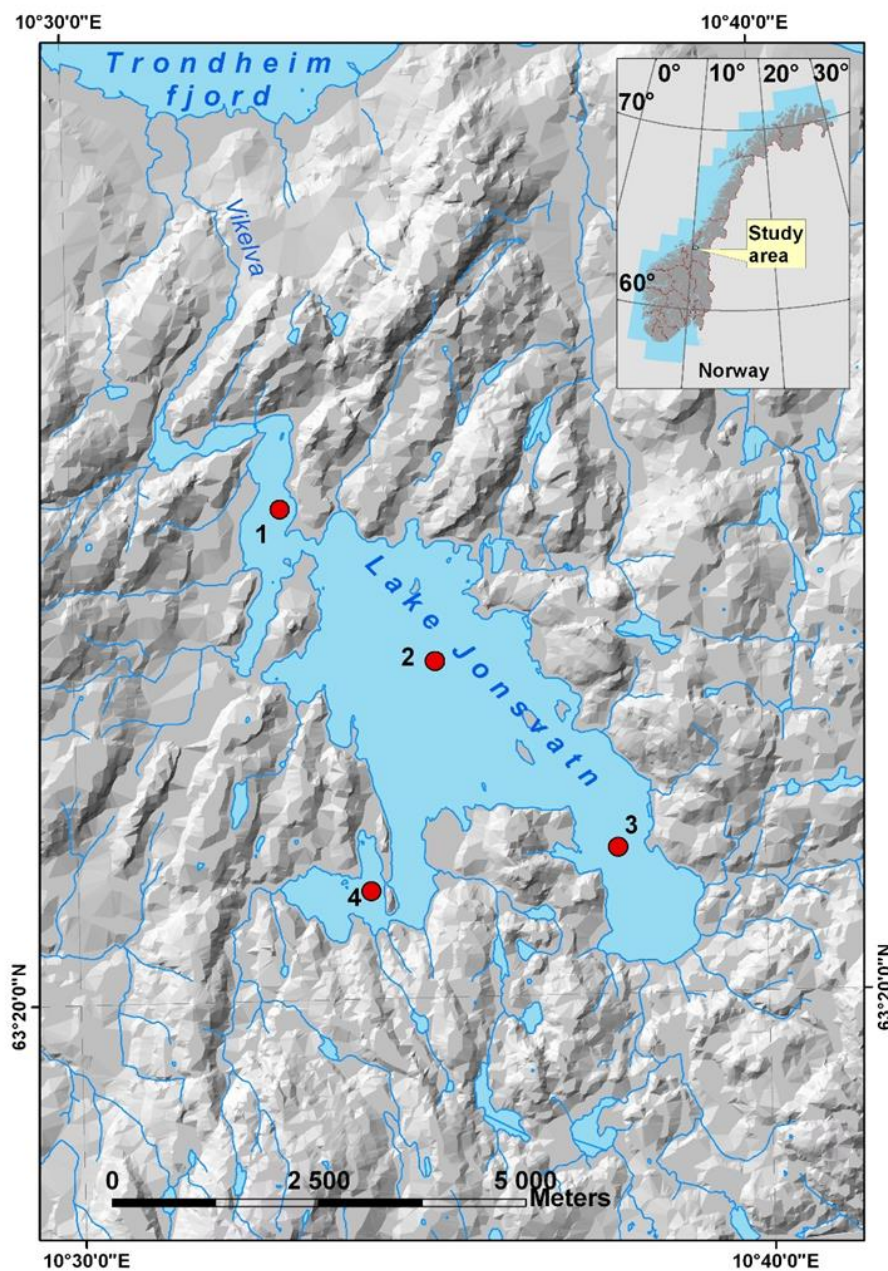 10°30'0"E
10°40'0"E
Trondheim
fjord
0°
10°
20°
30°
70°
Study
area
60°
Norway
Vikelva
1
Lake Jonsvatn
2
3
4
63°20'0"N
63°20'0"N
0
2 500
5 000
Meters
10°30'0"E
10°40'0"E